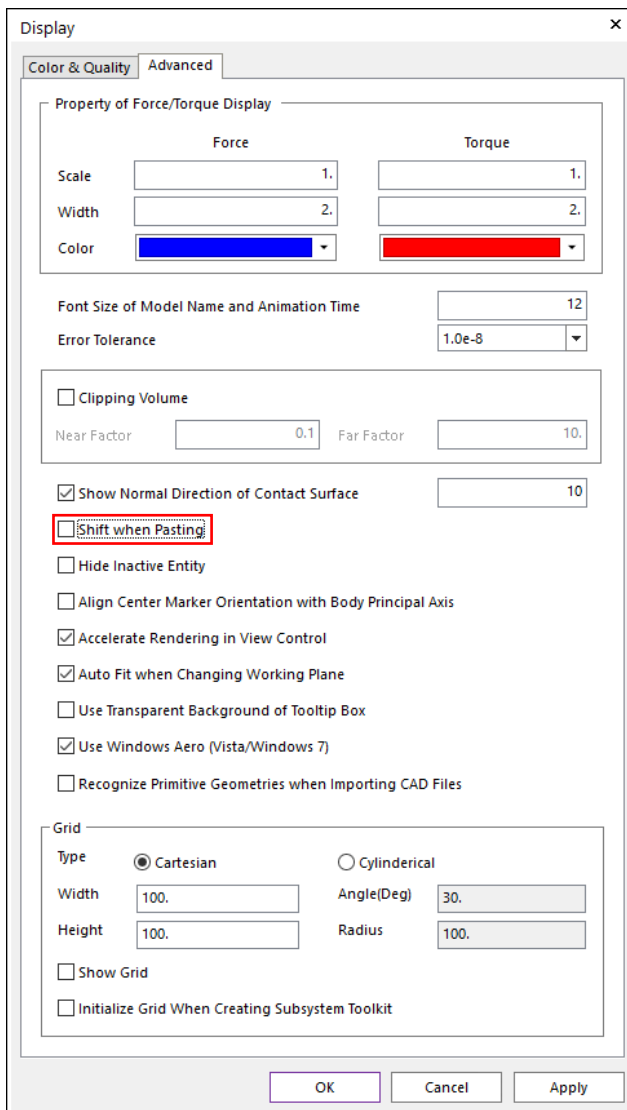 Display
Color & Quality Advanced
Property of Force/Torque Display
Force Torque
Scale 1. 1.
Width 2. 2.
Color
Font Size of Model Name and Animation Time 12
Error Tolerance 1.0e-8
Clipping Volume
Near Factor 0.1 Far Factor 10.
Show Normal Direction of Contact Surface 10
Shift when Pasting
Hide Inactive Entity
Align Center Marker Orientation with Body Principal Axis
Accelerate Rendering in View Control
Auto Fit when Changing Working Plane
Use Transparent Background of Tooltip Box
Use Windows Aero (Vista/Windows 7)
Recognize Primitive Geometries when Importing CAD Files
Grid
Type Cartesian Cylinderical
Width 100. Angle(Deg) 30.
Height 100. Radius 100.
Show Grid
Initialize Grid When Creating Subsystem Toolkit
OK Cancel Apply